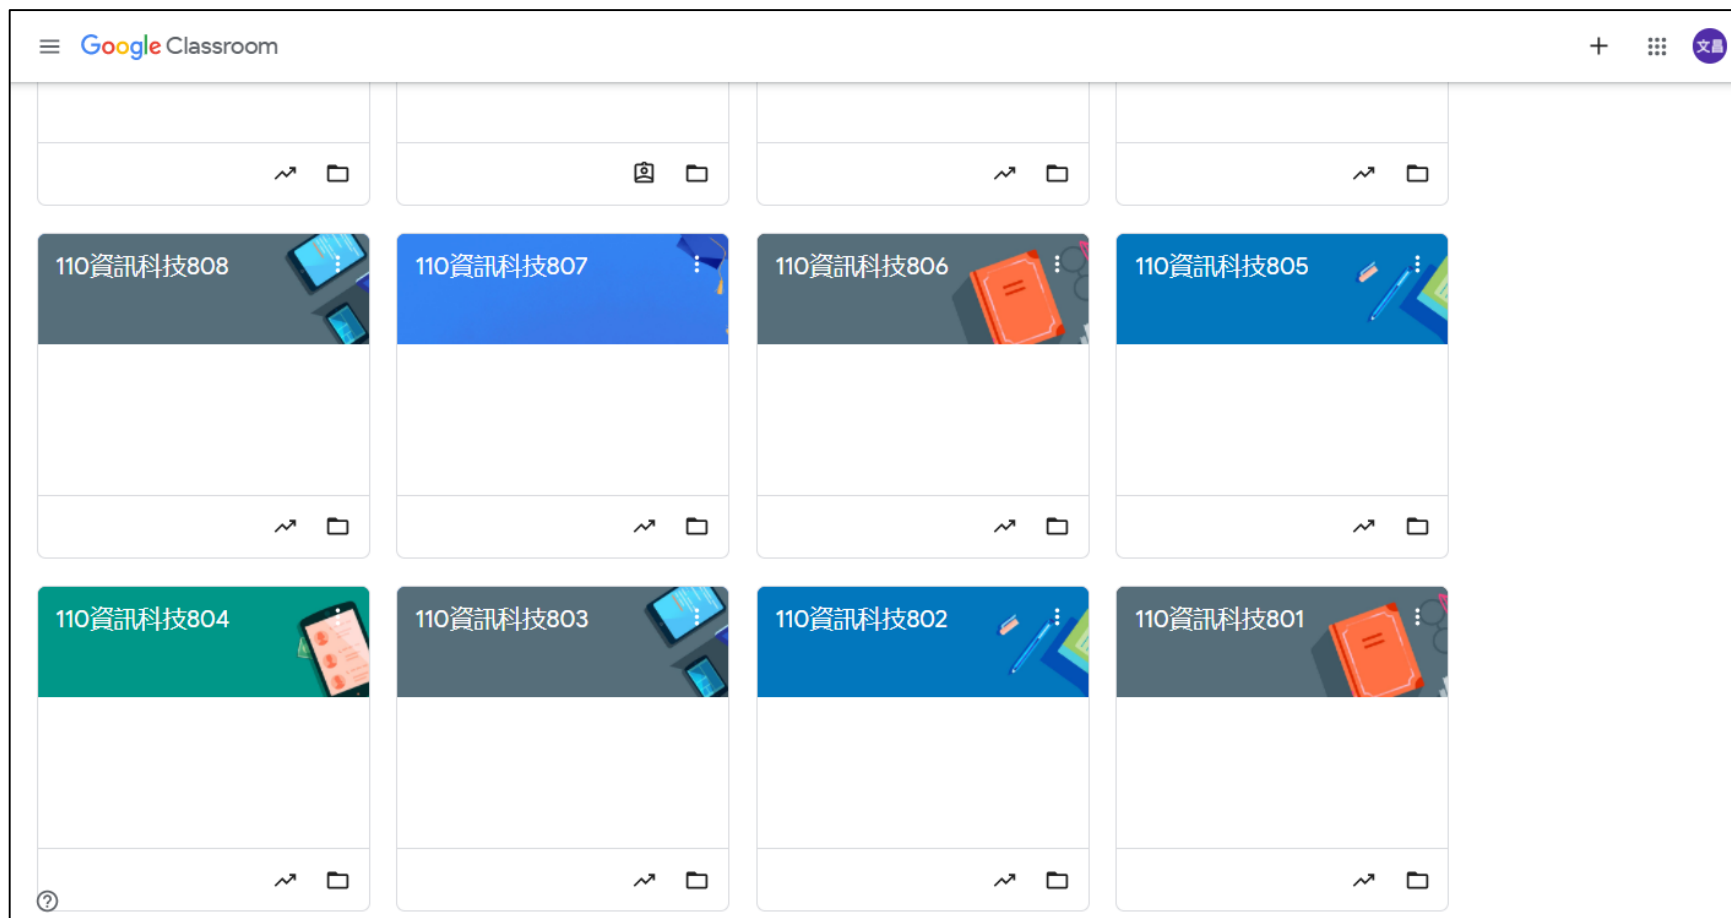 Google Classroom
文昌
110資訊科技808
110資訊科技807
110資訊科技806
110資訊科技805
110資訊科技804
110資訊科技803
110資訊科技802
110資訊科技801